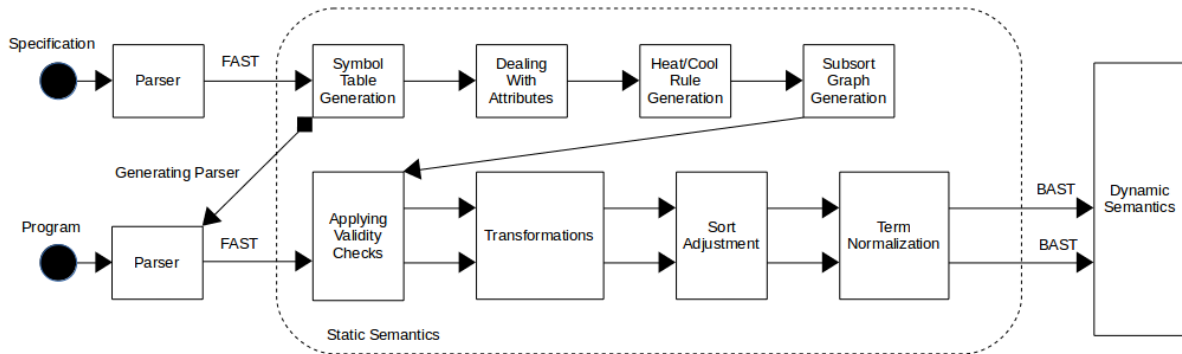 Specification
Parser
FAST
Symbol
Table
Generation
Dealing
With
Attributes
Heat/Cool
Rule
Generation
Subsort
Graph
Generation
Generating Parser
Program
Parser
FAST
Applying
Validity
Checks
Transformations
Sort
Adjustment
Term
Normalization
BAST
BAST
Dynamic
Semantics
Static Semantics